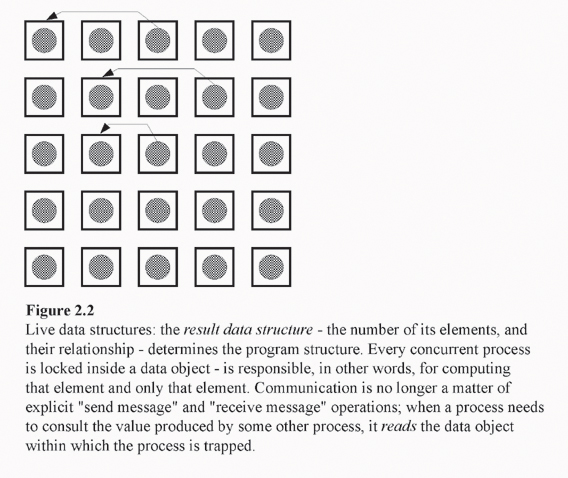 Figure 2.2
Live data structures: the result data structure - the number of its elements, and
their relationship - determines the program structure. Every concurrent process
is locked inside a data object - is responsible, in other words, for computing
that element and only that element. Communication is no longer a matter of
explicit "send message" and "receive message" operations; when a process needs
to consult the value produced by some other process, it reads the data object
within which the process is trapped.